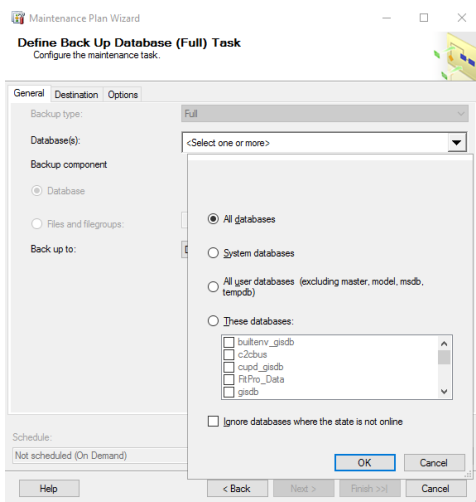 Maintenance Plan Wizard
Define Back Up Database (Full) Task
Configure the maintenance task.
General Destination Options
Backup type: Full
Database(s): <Select one or more>
Backup component
Database
Files and filegroups:
Back up to:
All databases
System databases
All user databases (excluding master, model, msdb,
tempdb)
These databases:
builtenv_gisdb
c2cbus
cupd_gisdb
FitPro_Data
gisdb
Ignore databases where the state is not online
OK Cancel
Schedule:
Not scheduled (On Demand)
Help < Back Next > Finish >>| Cancel